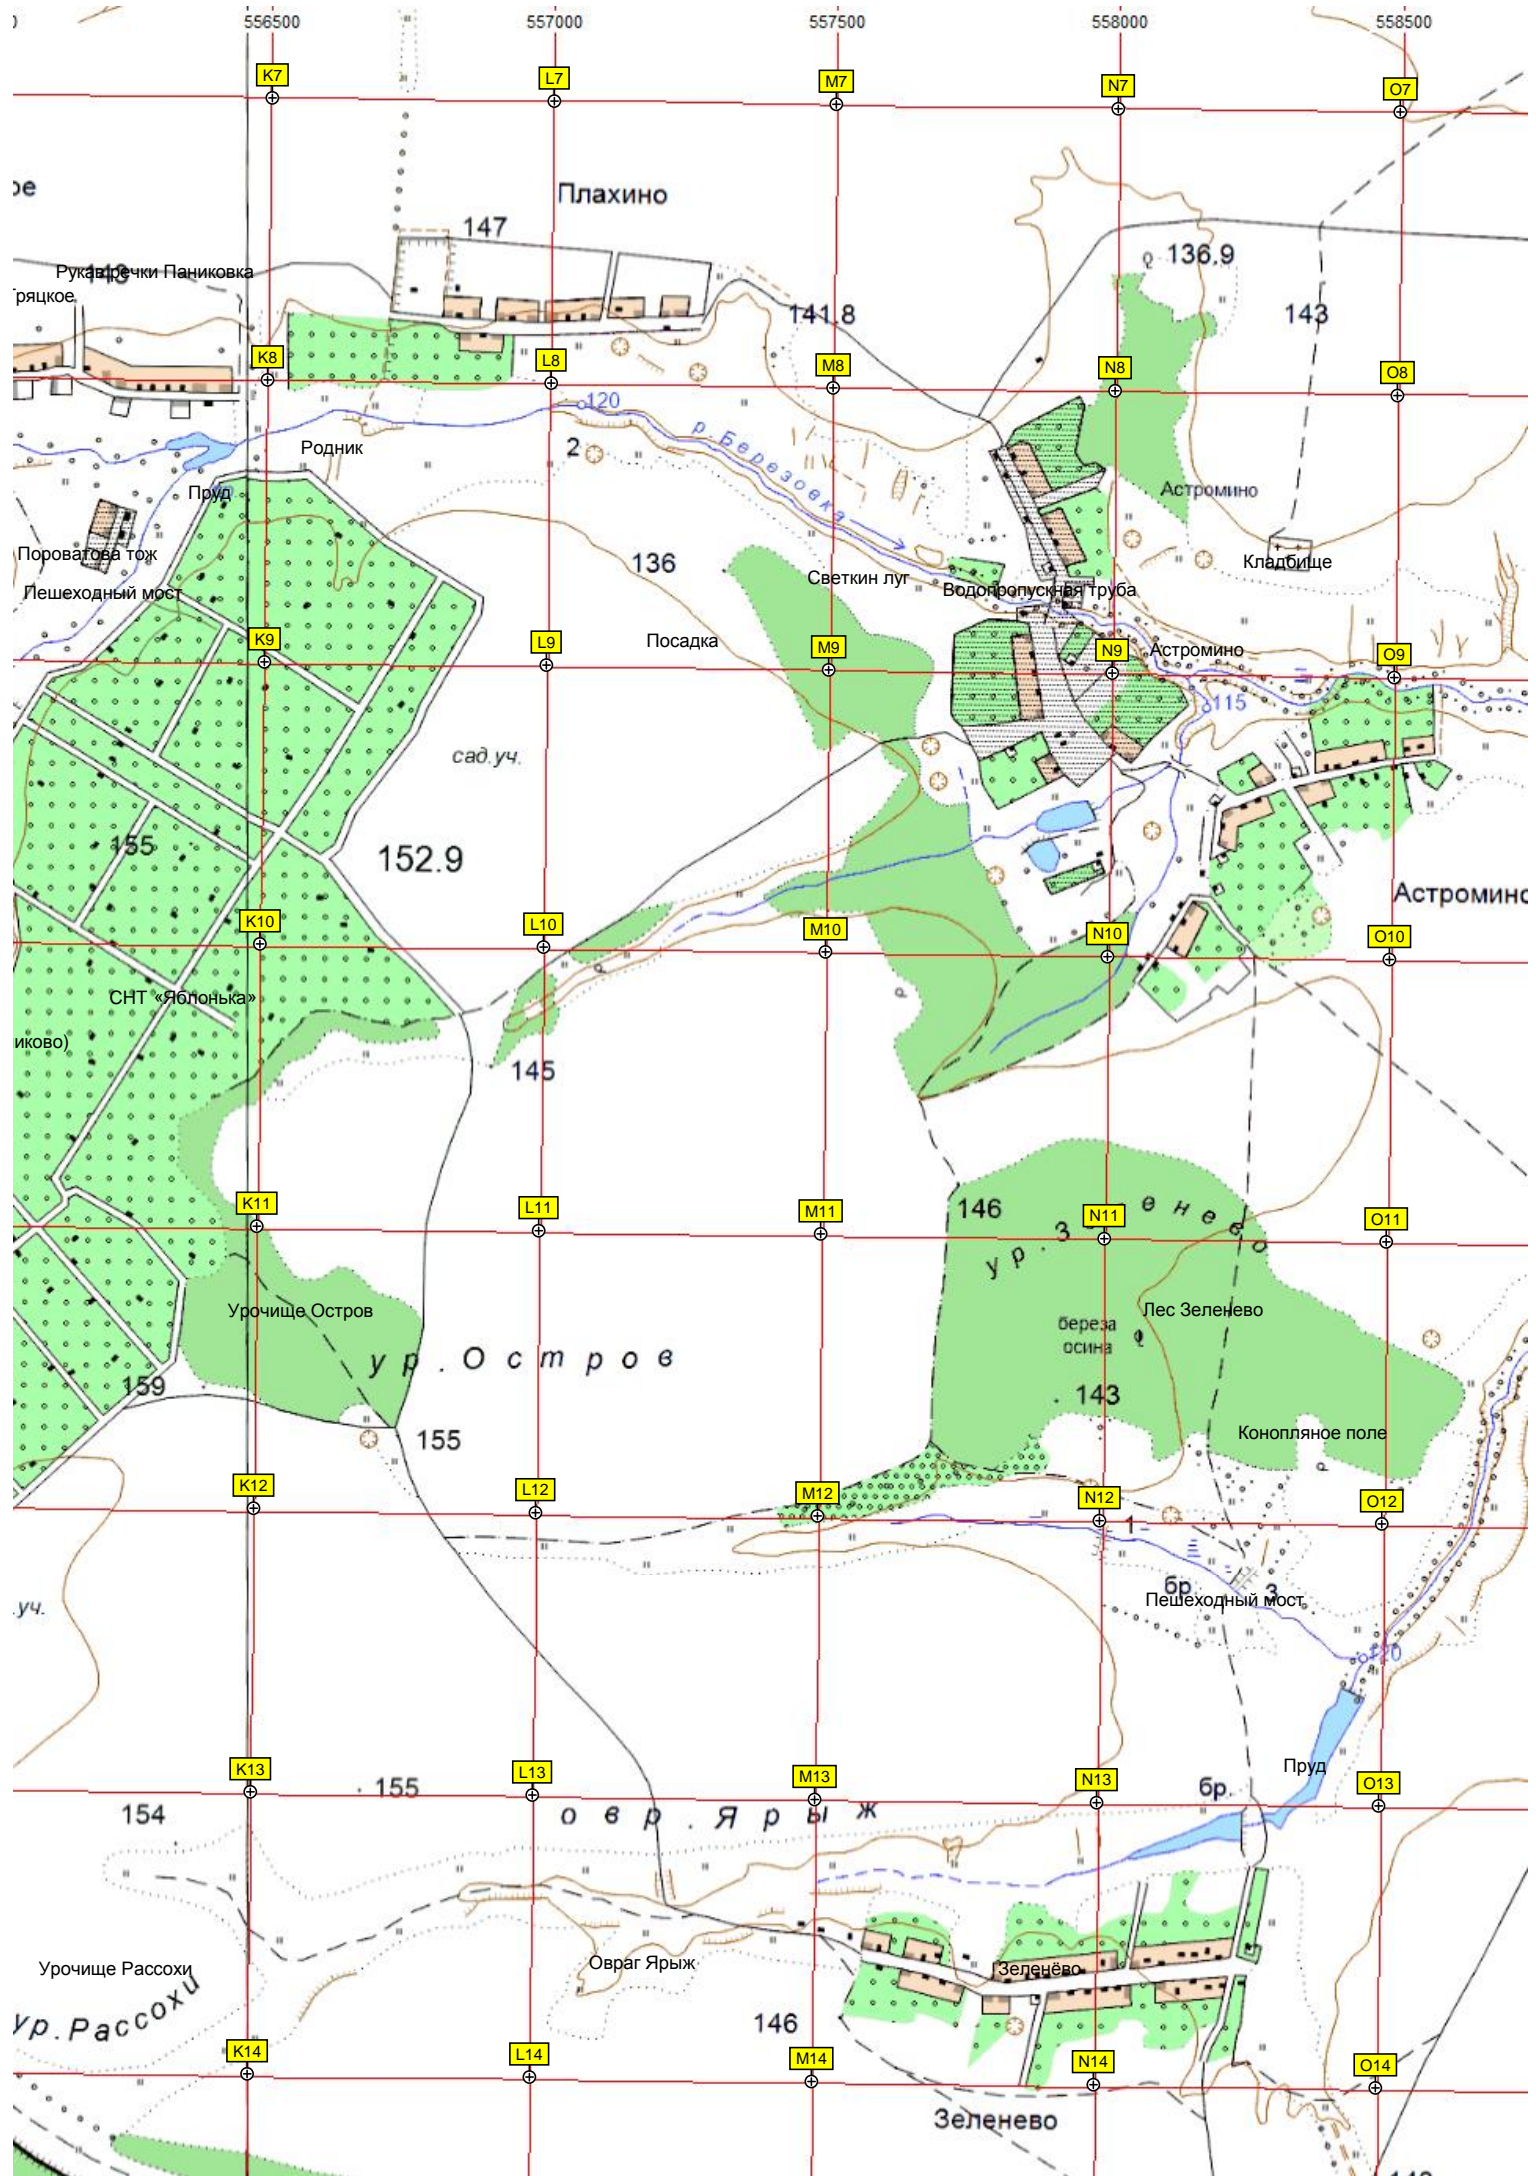 0 556500 557000 557500 558000 558500
K7 L7 M7 N7 O7
ое
Плахино
147
136.9
Рукав речки Паниковка
Гряцкое
141.8
143
K8 L8 M8 N8 O8
120
р. Березовка
Родник
2
Пруд
Астромино
Пороватова тож
136
Светкин луг
Кладбище
Пешеходный мост
Водопропускная труба
K9 L9 M9 N9 O9
Посадка
Астромино
115
сад.уч.
155
152.9
Астромино
K10 L10 M10 N10 O10
СНТ «Яблонька»
иково)
145
K11 L11 M11 N11 O11
146
Урочище Остров
Лес Зеленево
береза
осина
ур. Остров
159
143
155
Конопляное поле
K12 L12 M12 N12 O12
1
бр. 3
Пешеходный мост
.уч.
120
Пруд
K13 L13 M13 N13 O13
155
154
бр.
овр. Ярыж
Урочище Рассохи
Овраг Ярыж
Зеленёво
ур. Рассохи
146
K14 L14 M14 N14 O14
Зеленево